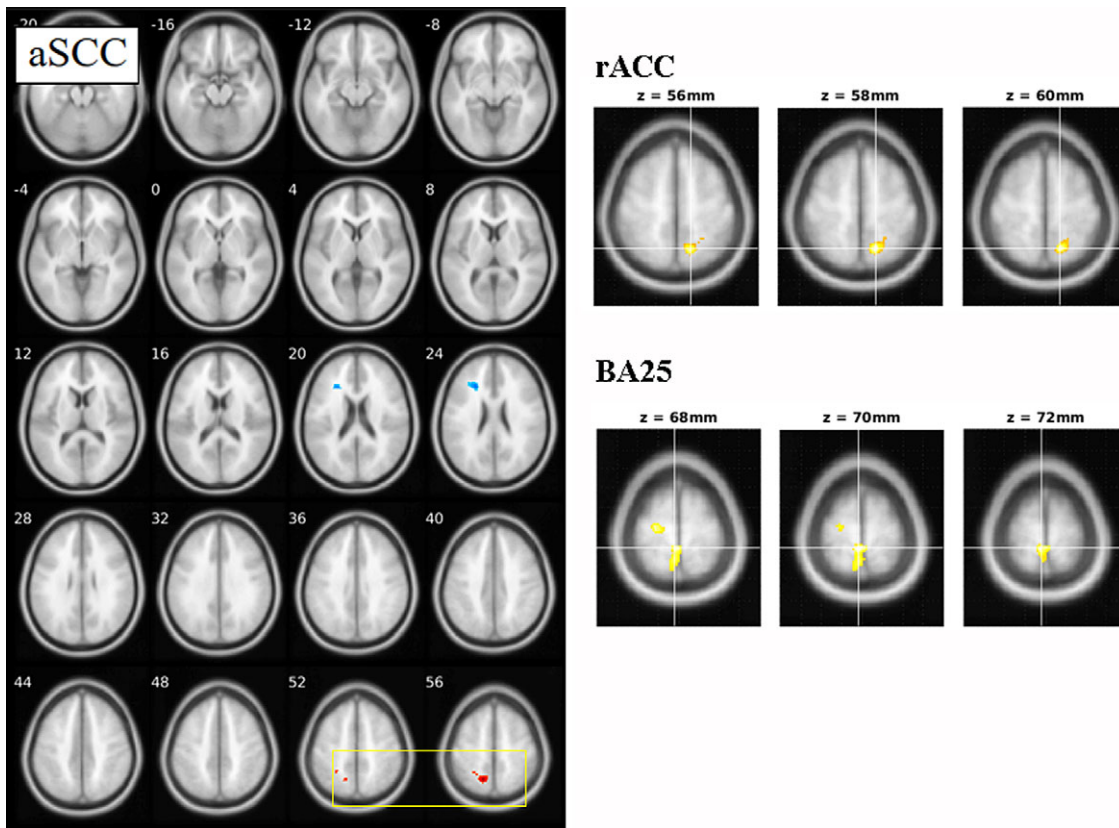 -20 -16 -12 -8
aSCC
-4 0 4 8
12 16 20 24
28 32 36 40
44 48 52 56
rACC
z = 56mm z = 58mm z = 60mm
BA25
z = 68mm z = 70mm z = 72mm